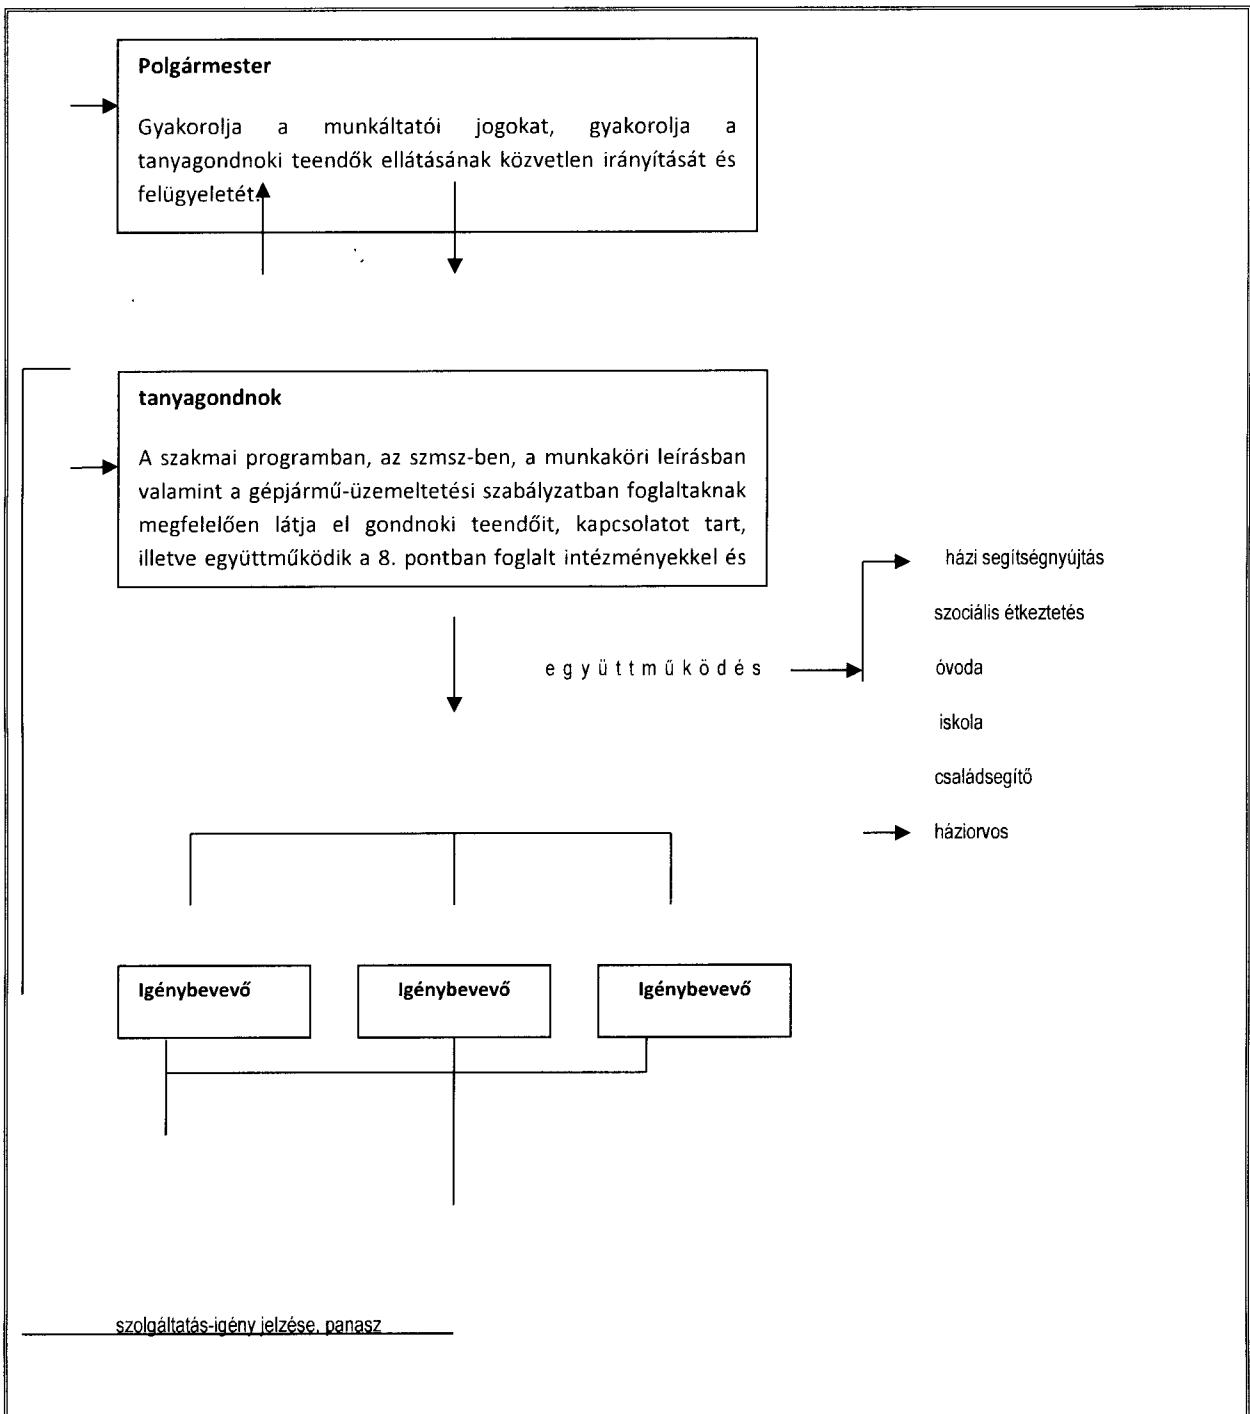 Polgármester
Gyakorolja a munkáltatói jogokat, gyakorolja a
tanyagondnoki teendők ellátásának közvetlen irányítását és
felügyeletét.
tanyagondnok
A szakmai programban, az szmsz-ben, a munkaköri leírásban
valamint a gépjármű-üzemeltetési szabályzatban foglaltaknak
megfelelően látja el gondnoki teendőit, kapcsolatot tart,
illetve együttműködik a 8. pontban foglalt intézményekkel és
együttműködés
házi segítségnyújtás
szociális étkeztetés
óvoda
iskola
családsegítő
háziorvos
Igénybevevő Igénybevevő Igénybevevő
szolgáltatás-igény jelzése, panasz